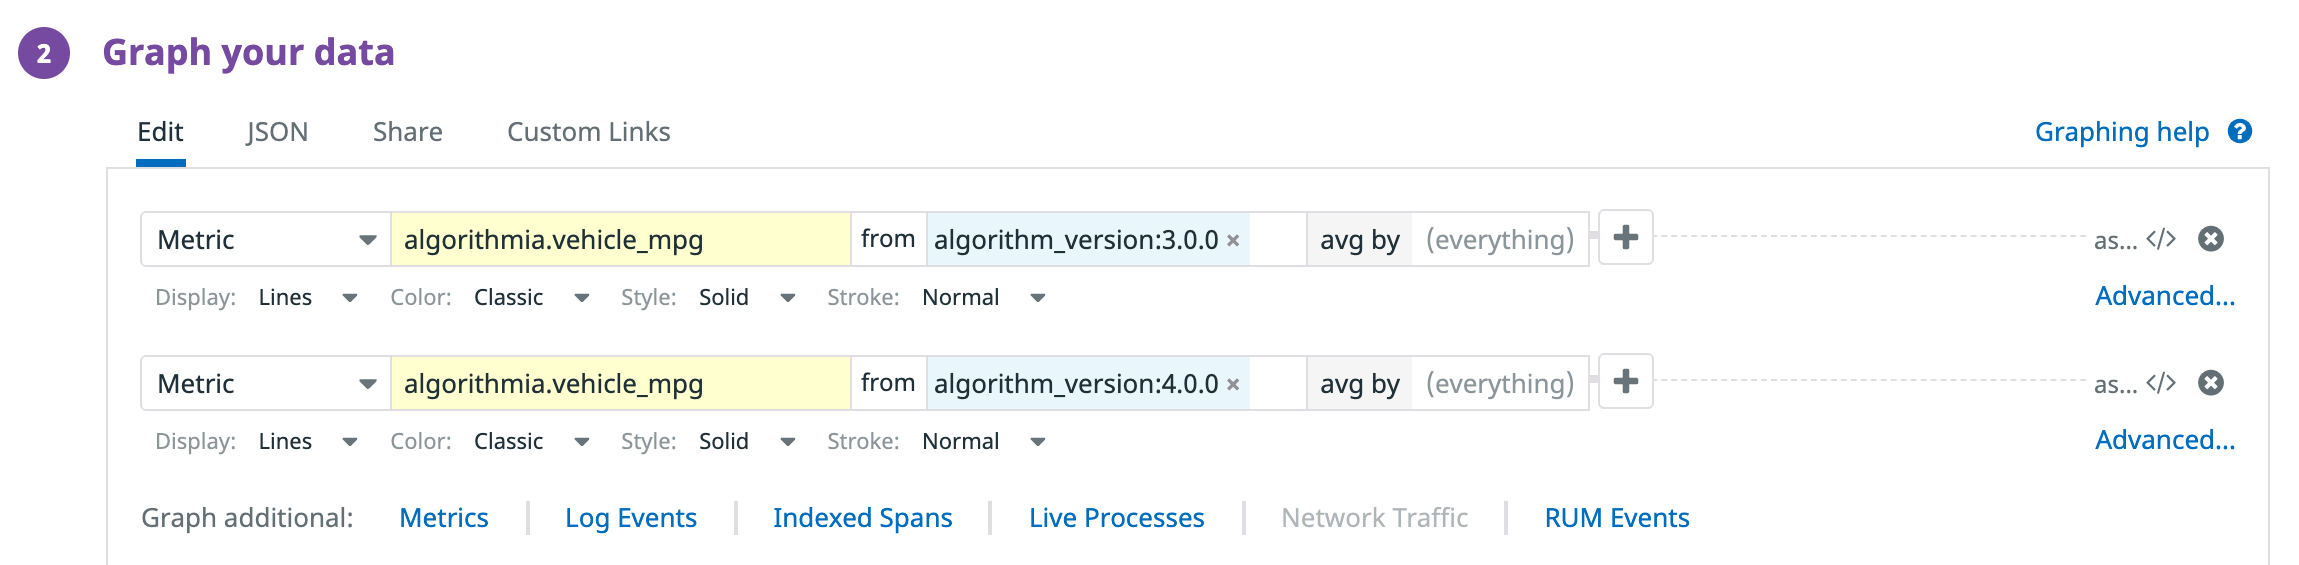 2 Graph your data
Edit JSON Share Custom Links Graphing help ?
Metric algorithmia.vehicle_mpg from algorithm_version:3.0.0 × avg by (everything) + as... </>
Display: Lines Color: Classic Style: Solid Stroke: Normal Advanced...
Metric algorithmia.vehicle_mpg from algorithm_version:4.0.0 × avg by (everything) + as... </>
Display: Lines Color: Classic Style: Solid Stroke: Normal Advanced...
Graph additional: Metrics Log Events Indexed Spans Live Processes Network Traffic RUM Events